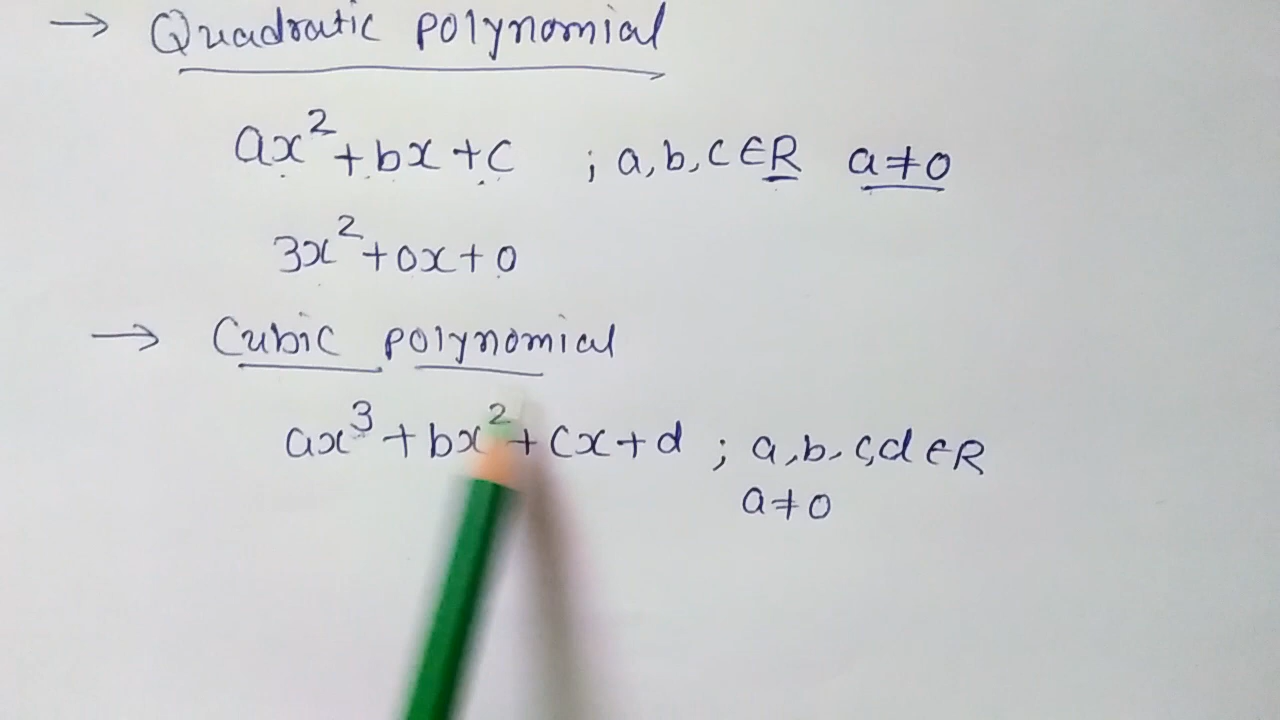 → Quadratic polynomial
ax² + bx + c ; a, b, c ∈ R a ≠ 0
3x² + 0x + 0
→ Cubic polynomial
ax³ + bx² + cx + d ; a, b, c, d ∈ R
a ≠ 0